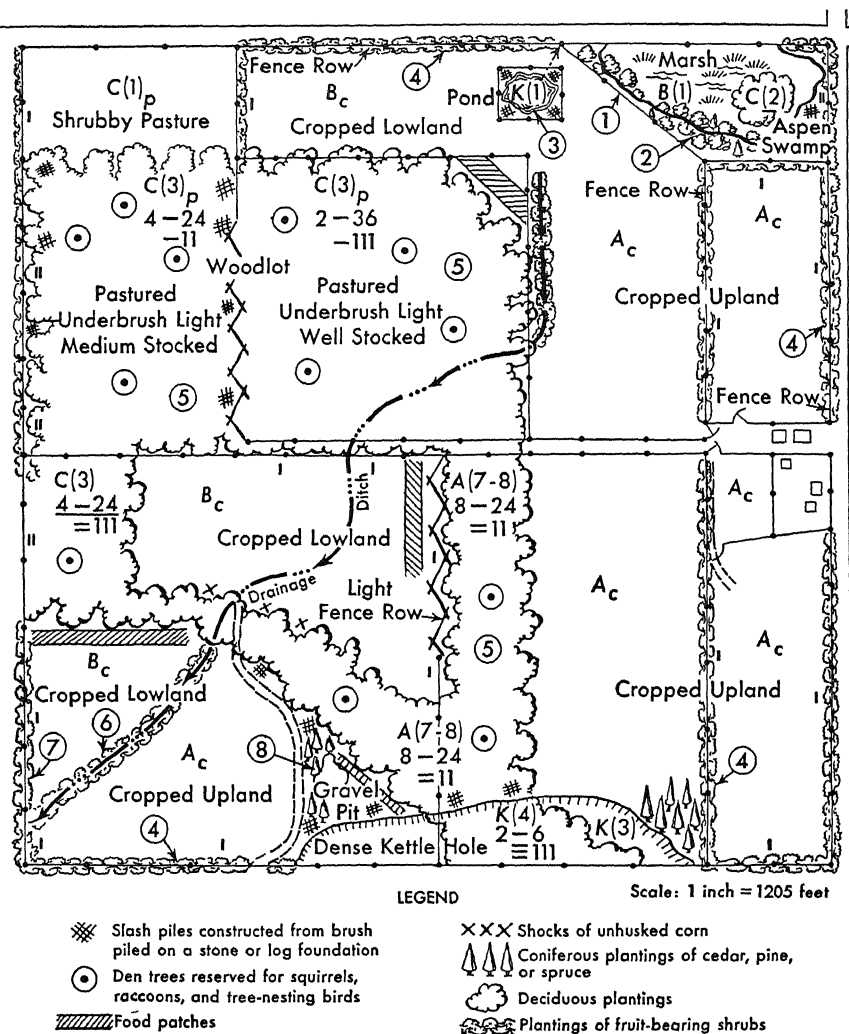 Fence Row
4
Marsh
C(1)p
Shrubby Pasture
Bc
Cropped Lowland
Pond
K(1)
3
1
2
B(1)
C(2)
Aspen
Swamp
C(3)p
4–24
–11
C(3)p
2–36
–111
Fence Row
Ac
Ac
Woodlot
5
Pastured
Underbrush Light
Medium Stocked
Pastured
Underbrush Light
Well Stocked
Cropped Upland
4
5
Fence Row
C(3)
4–24
=111
Bc
Ditch
Cropped Lowland
A(7-8)
8–24
=11
Ac
Drainage
Light
Fence Row
Ac
5
Ac
Bc
Cropped Lowland
6
7
Cropped Upland
A(7-8)
8–24
=11
Ac
8
4
Cropped Upland
Gravel
Pit
4
Dense Kettle Hole
K(4)
2–6
≡111
K(3)
LEGEND
Scale: 1 inch = 1205 feet
Slash piles constructed from brush
piled on a stone or log foundation
Den trees reserved for squirrels,
raccoons, and tree-nesting birds
Food patches
Shocks of unhusked corn
Coniferous plantings of cedar, pine,
or spruce
Deciduous plantings
Plantings of fruit-bearing shrubs